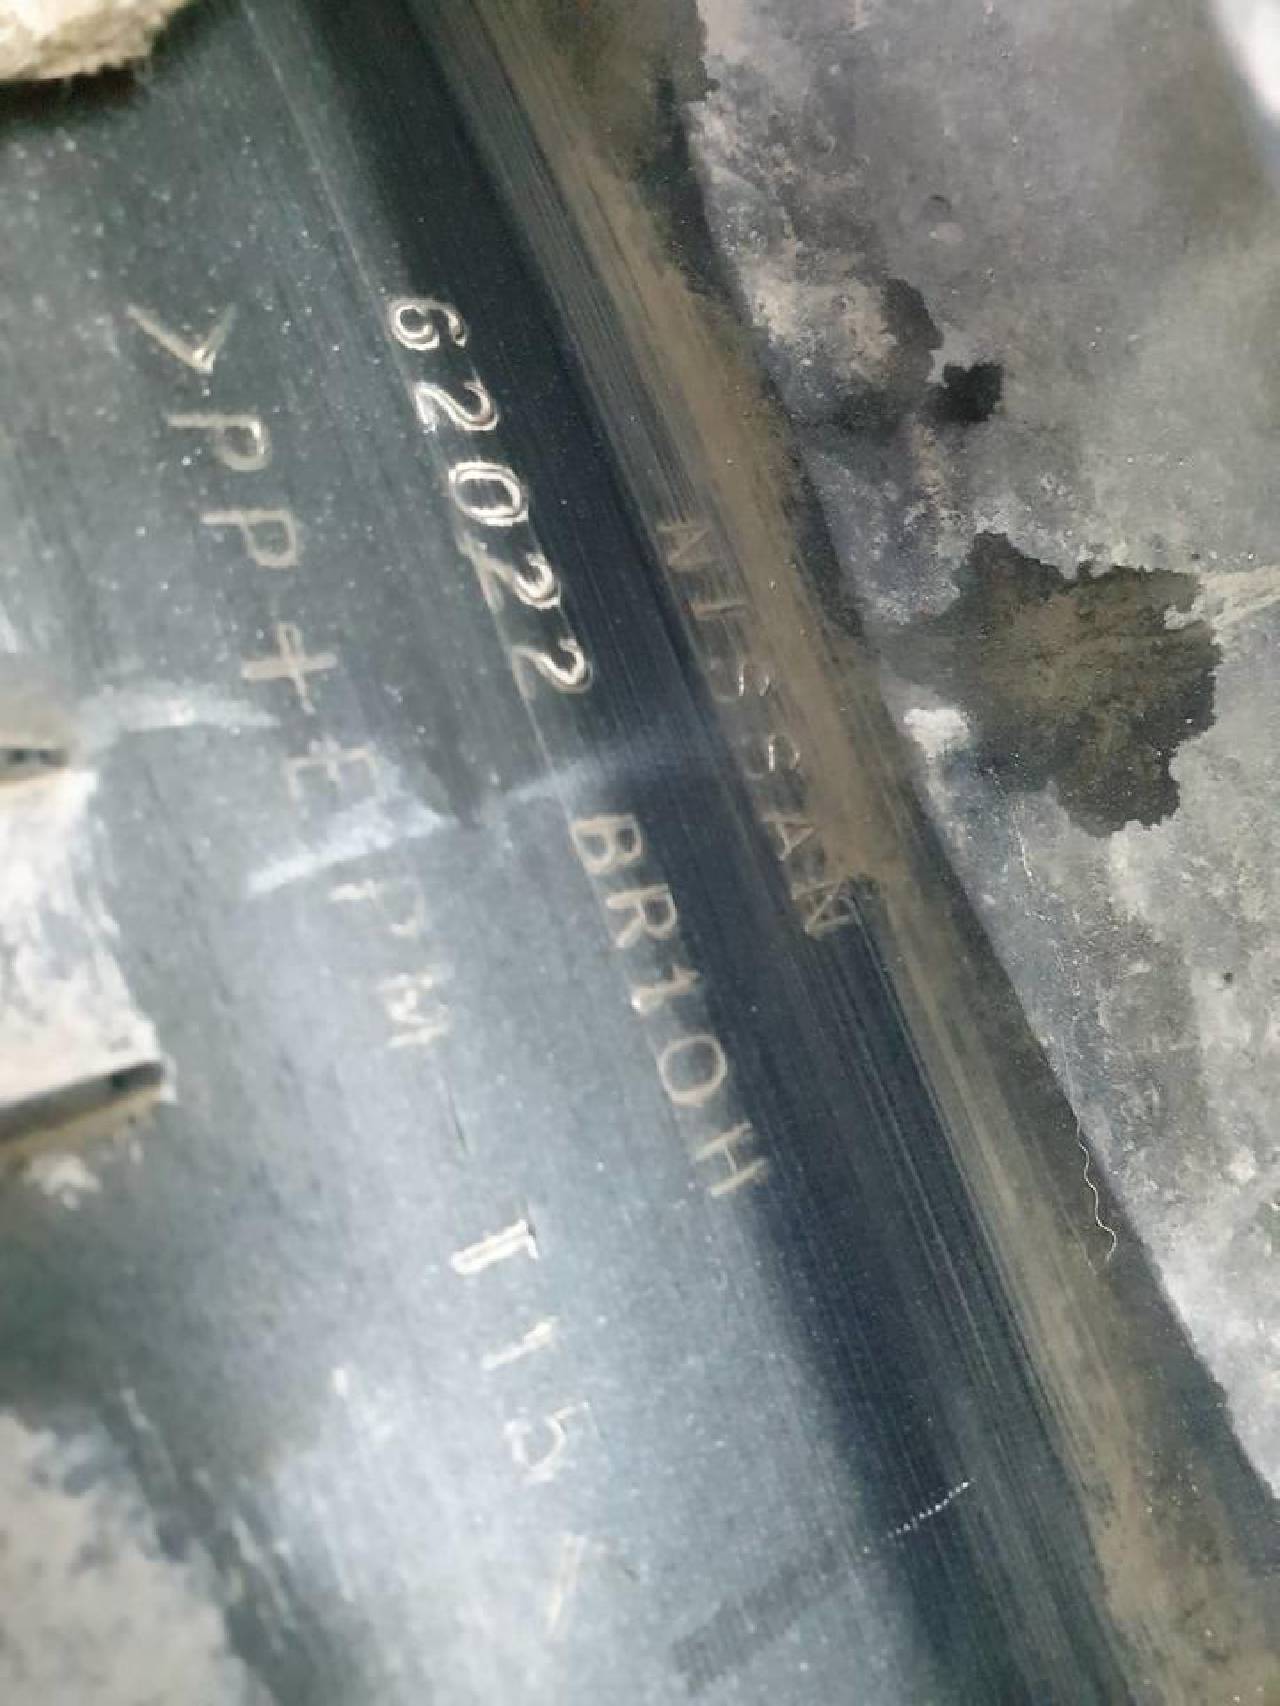 NISSAN
62022 BR10H
>PP+EPDM-T15<